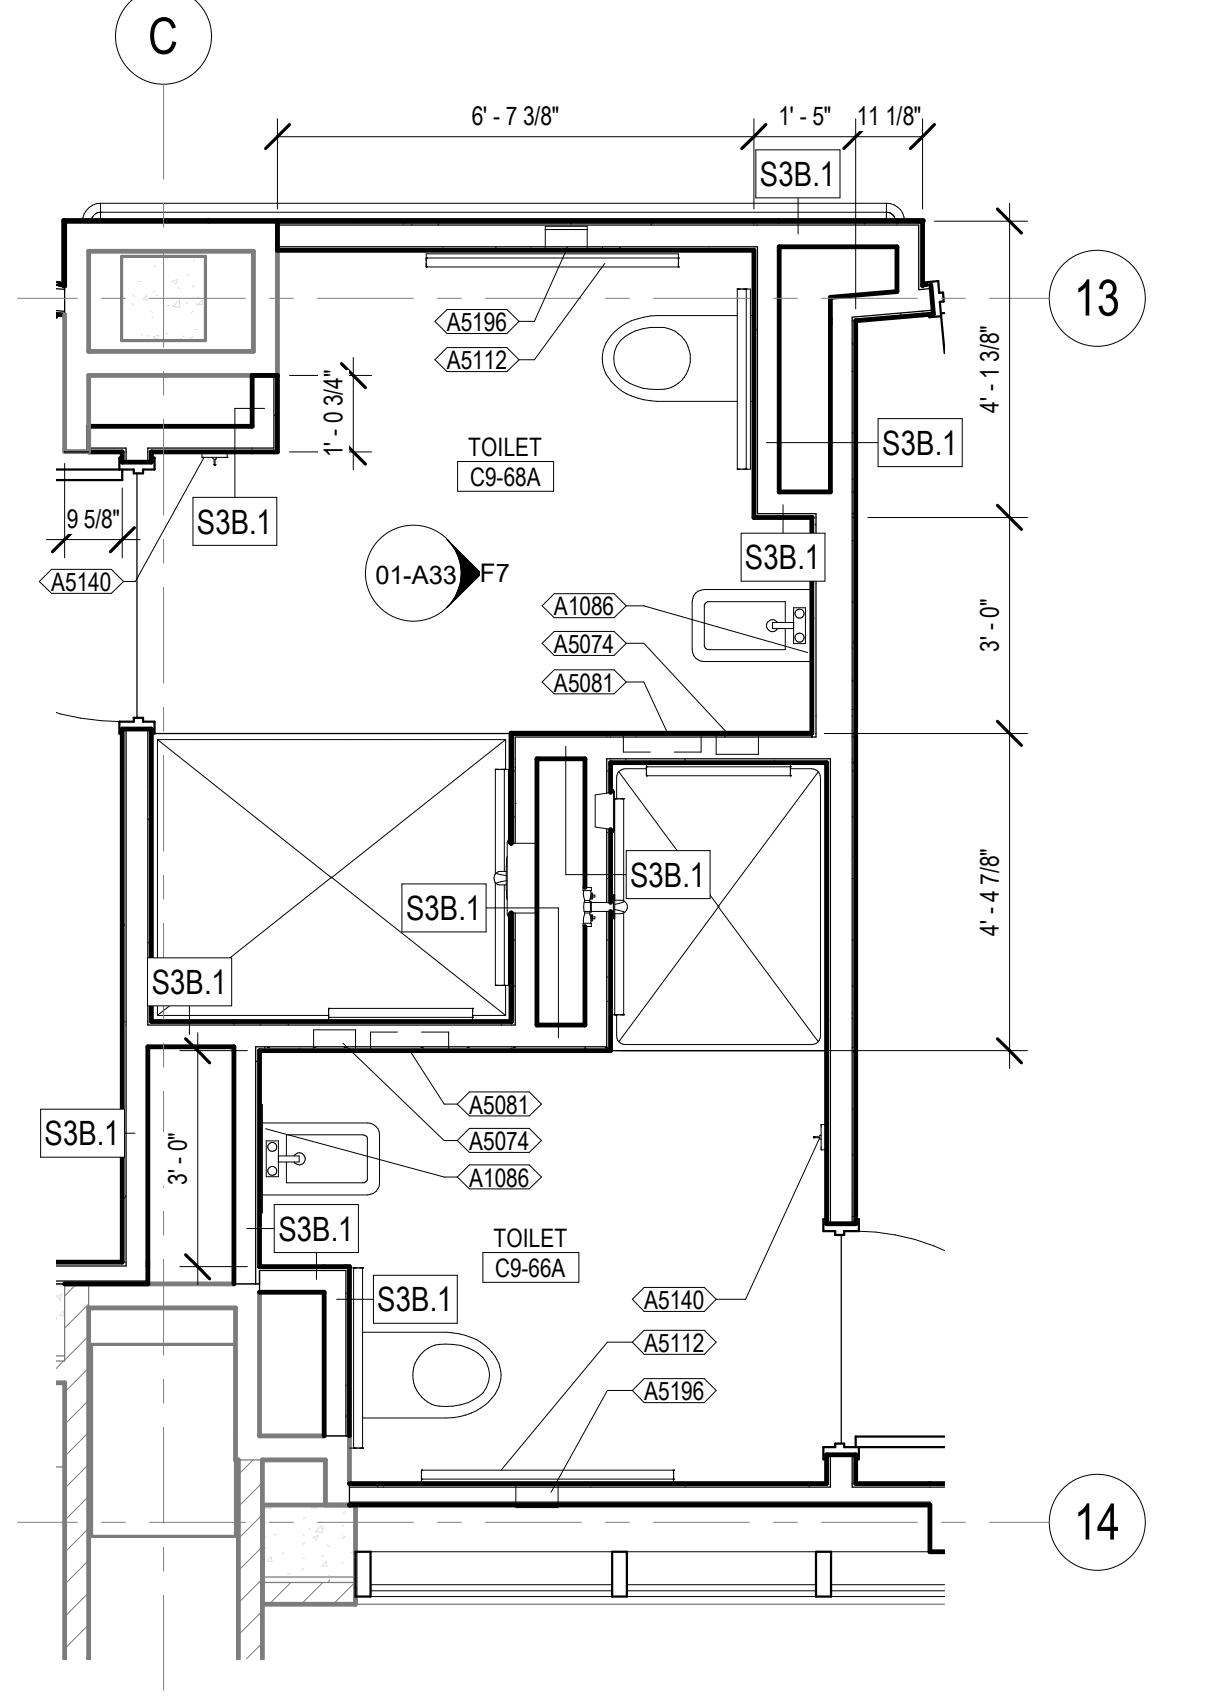 C
6' - 7 3/8"
1' - 5"
11 1/8"
S3B.1
13
A5196
A5112
4' - 1 3/8"
1' - 0 3/4"
TOILET
C9-68A
S3B.1
S3B.1
9 5/8"
S3B.1
A5140
01-A33
F7
A1086
A5074
A5081
3' - 0"
S3B.1
S3B.1
4' - 4 7/8"
S3B.1
A5081
A5074
A1086
S3B.1
3' - 0"
S3B.1
TOILET
C9-66A
S3B.1
A5140
A5112
A5196
14